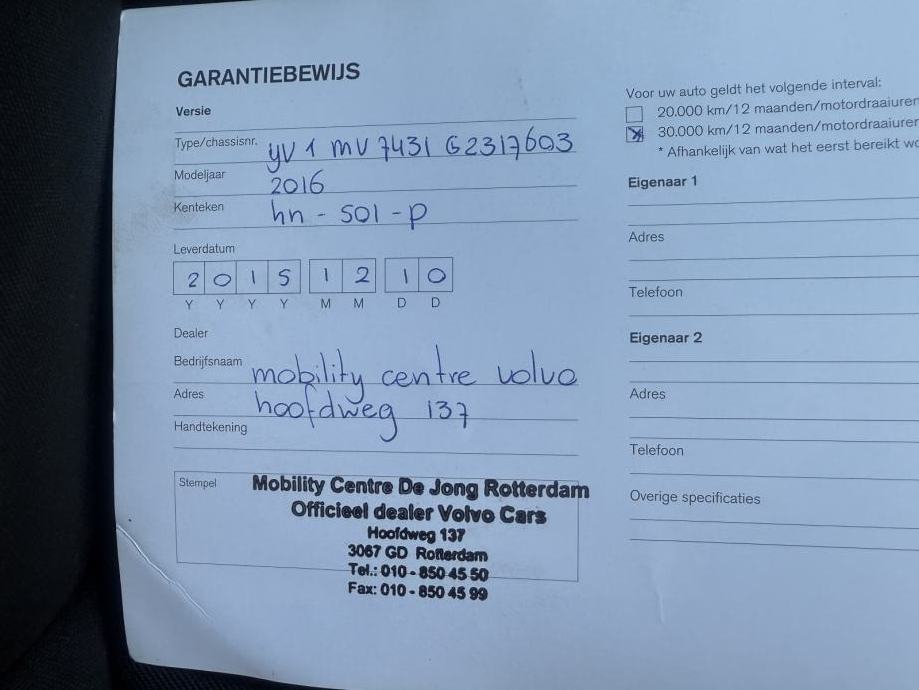 GARANTIEBEWIJS
Versie
Type/chassisnr. yV1 mV 7431 G2317603
Modeljaar 2016
Kenteken hn - 501 - p
Leverdatum
2 0 1 5 1 2 1 0
Y Y Y Y M M D D
Dealer
Bedrijfsnaam mobility centre volvo
Adres hoofdweg 137
Handtekening
Stempel
Mobility Centre De Jong Rotterdam
Officieel dealer Volvo Cars
Hoofdweg 137
3067 GD Rotterdam
Tel.: 010 - 850 45 50
Fax: 010 - 850 45 99
Voor uw auto geldt het volgende interval:
20.000 km/12 maanden/motordraaiuren
30.000 km/12 maanden/motordraaiuren
* Afhankelijk van wat het eerst bereikt
Eigenaar 1
Adres
Telefoon
Eigenaar 2
Adres
Telefoon
Overige specificaties